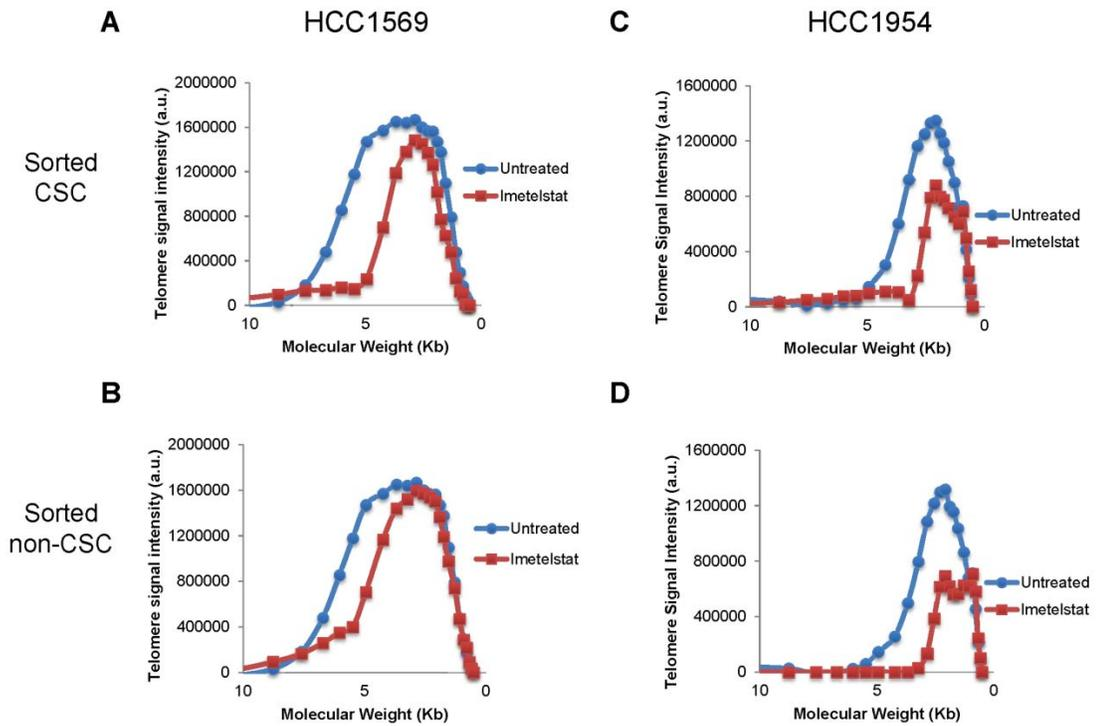 A
HCC1569
C
HCC1954
Sorted
CSC
Telomere signal intensity (a.u.)
2000000
1600000
1200000
800000
400000
0
10
5
0
Molecular Weight (Kb)
Untreated
Imetelstat
Telomere Signal Intensity (a.u.)
1600000
1200000
800000
400000
0
10
5
0
Molecular Weight (Kb)
Untreated
Imetelstat
B
D
Sorted
non-CSC
Telomere signal intensity (a.u.)
2000000
1600000
1200000
800000
400000
0
10
5
0
Molecular Weight (Kb)
Untreated
Imetelstat
Telomere Signal Intensity (a.u.)
1600000
1200000
800000
400000
0
10
5
0
Molecular Weight (Kb)
Untreated
Imetelstat